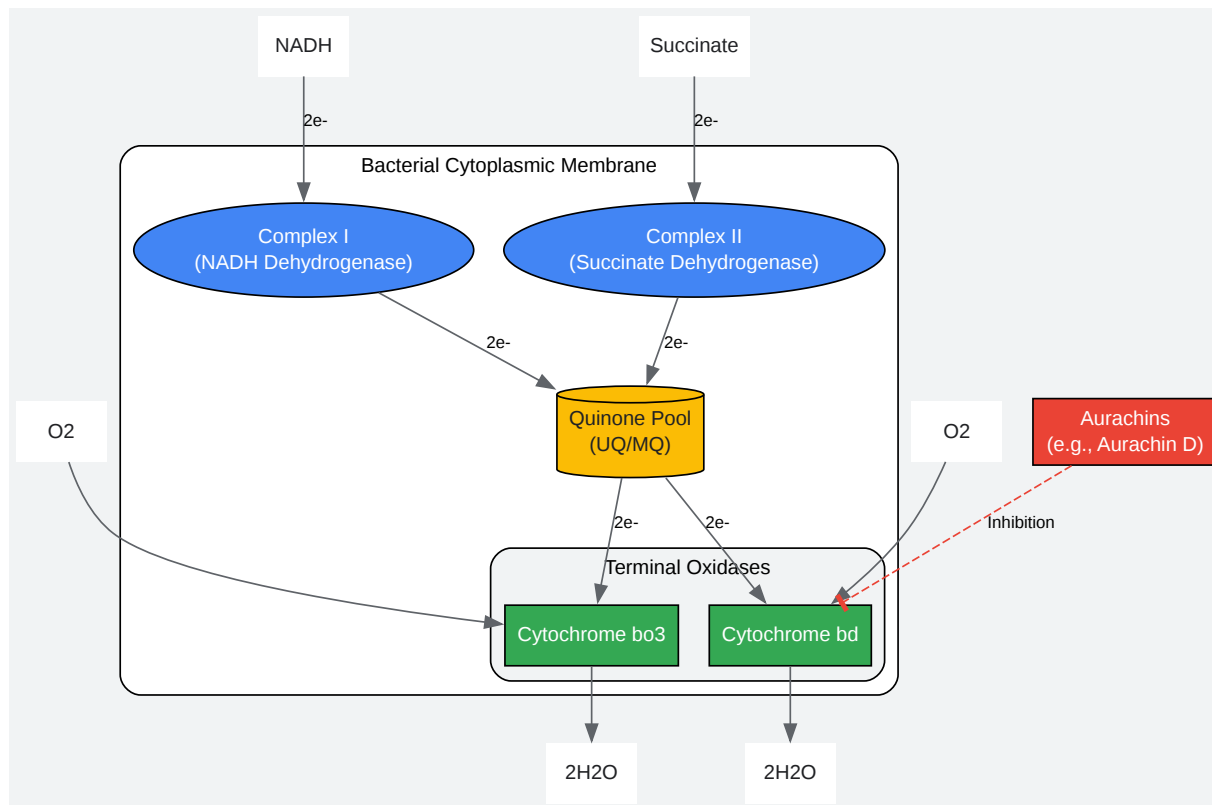 NADH
Succinate
2e-
2e-
Bacterial Cytoplasmic Membrane
Complex I
(NADH Dehydrogenase)
Complex II
(Succinate Dehydrogenase)
2e-
2e-
O2
Quinone Pool
(UQ/MQ)
O2
Aurachins
(e.g., Aurachin D)
2e-
2e-
Inhibition
Terminal Oxidases
Cytochrome bo3
Cytochrome bd
2H2O
2H2O